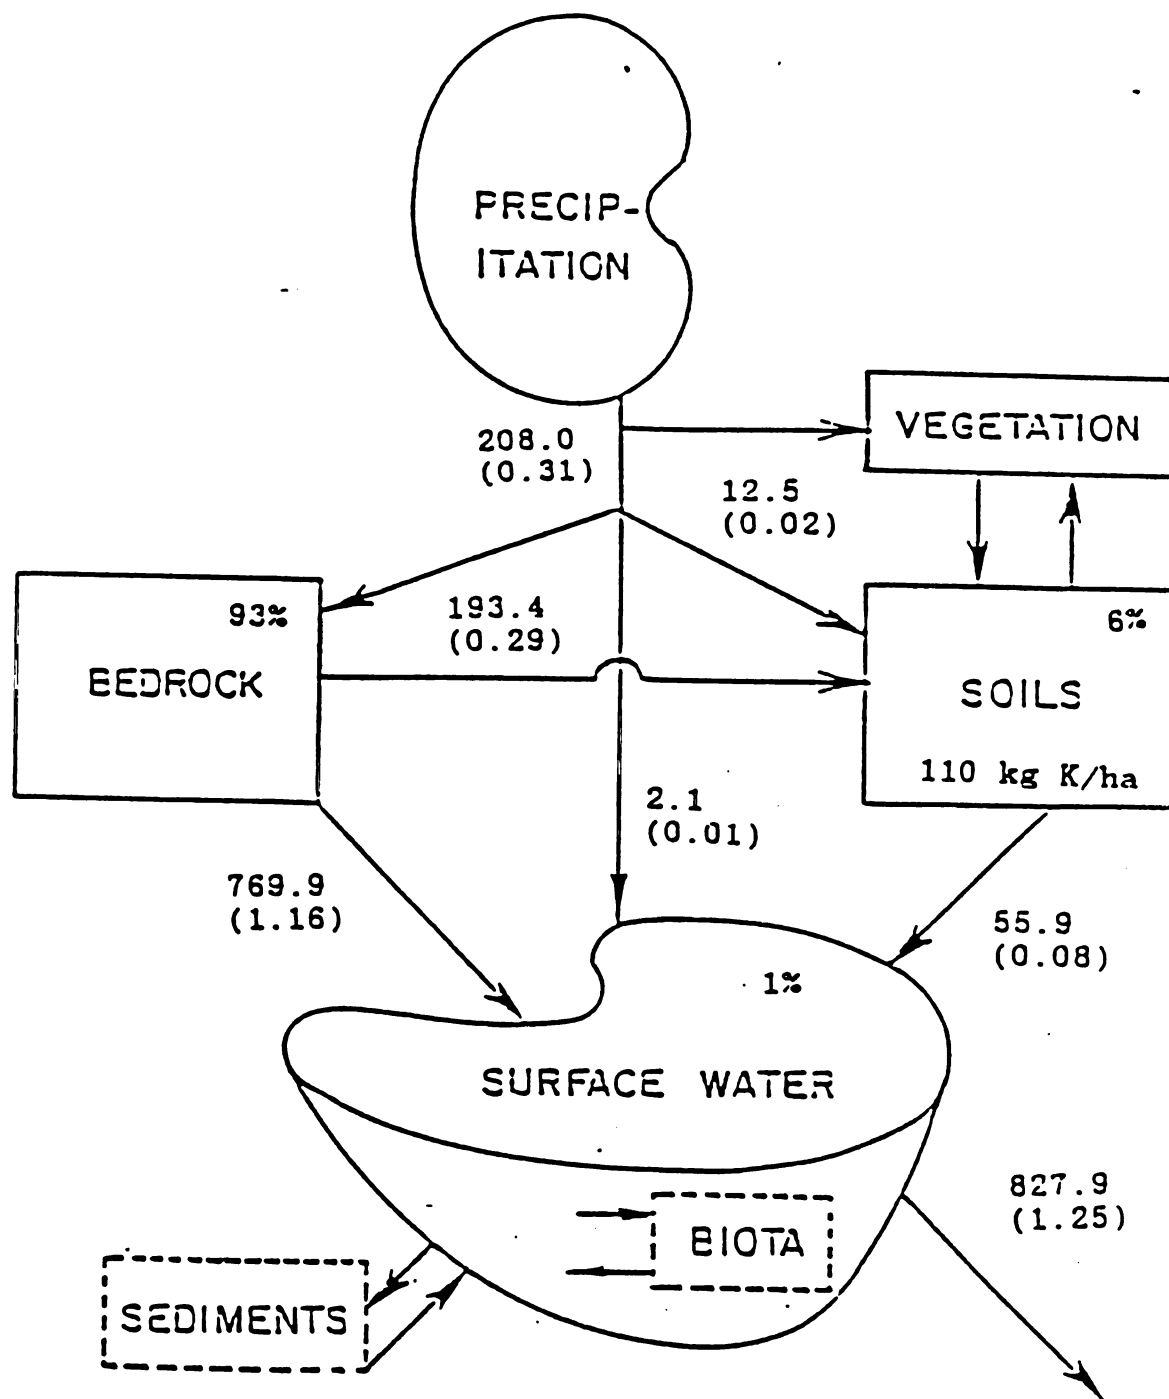 PRECIP-
ITATION
208.0
(0.31)
VEGETATION
12.5
(0.02)
93%
BEDROCK
193.4
(0.29)
6%
SOILS
110 kg K/ha
2.1
(0.01)
769.9
(1.16)
55.9
(0.08)
1%
SURFACE WATER
827.9
(1.25)
BIOTA
SEDIMENTS